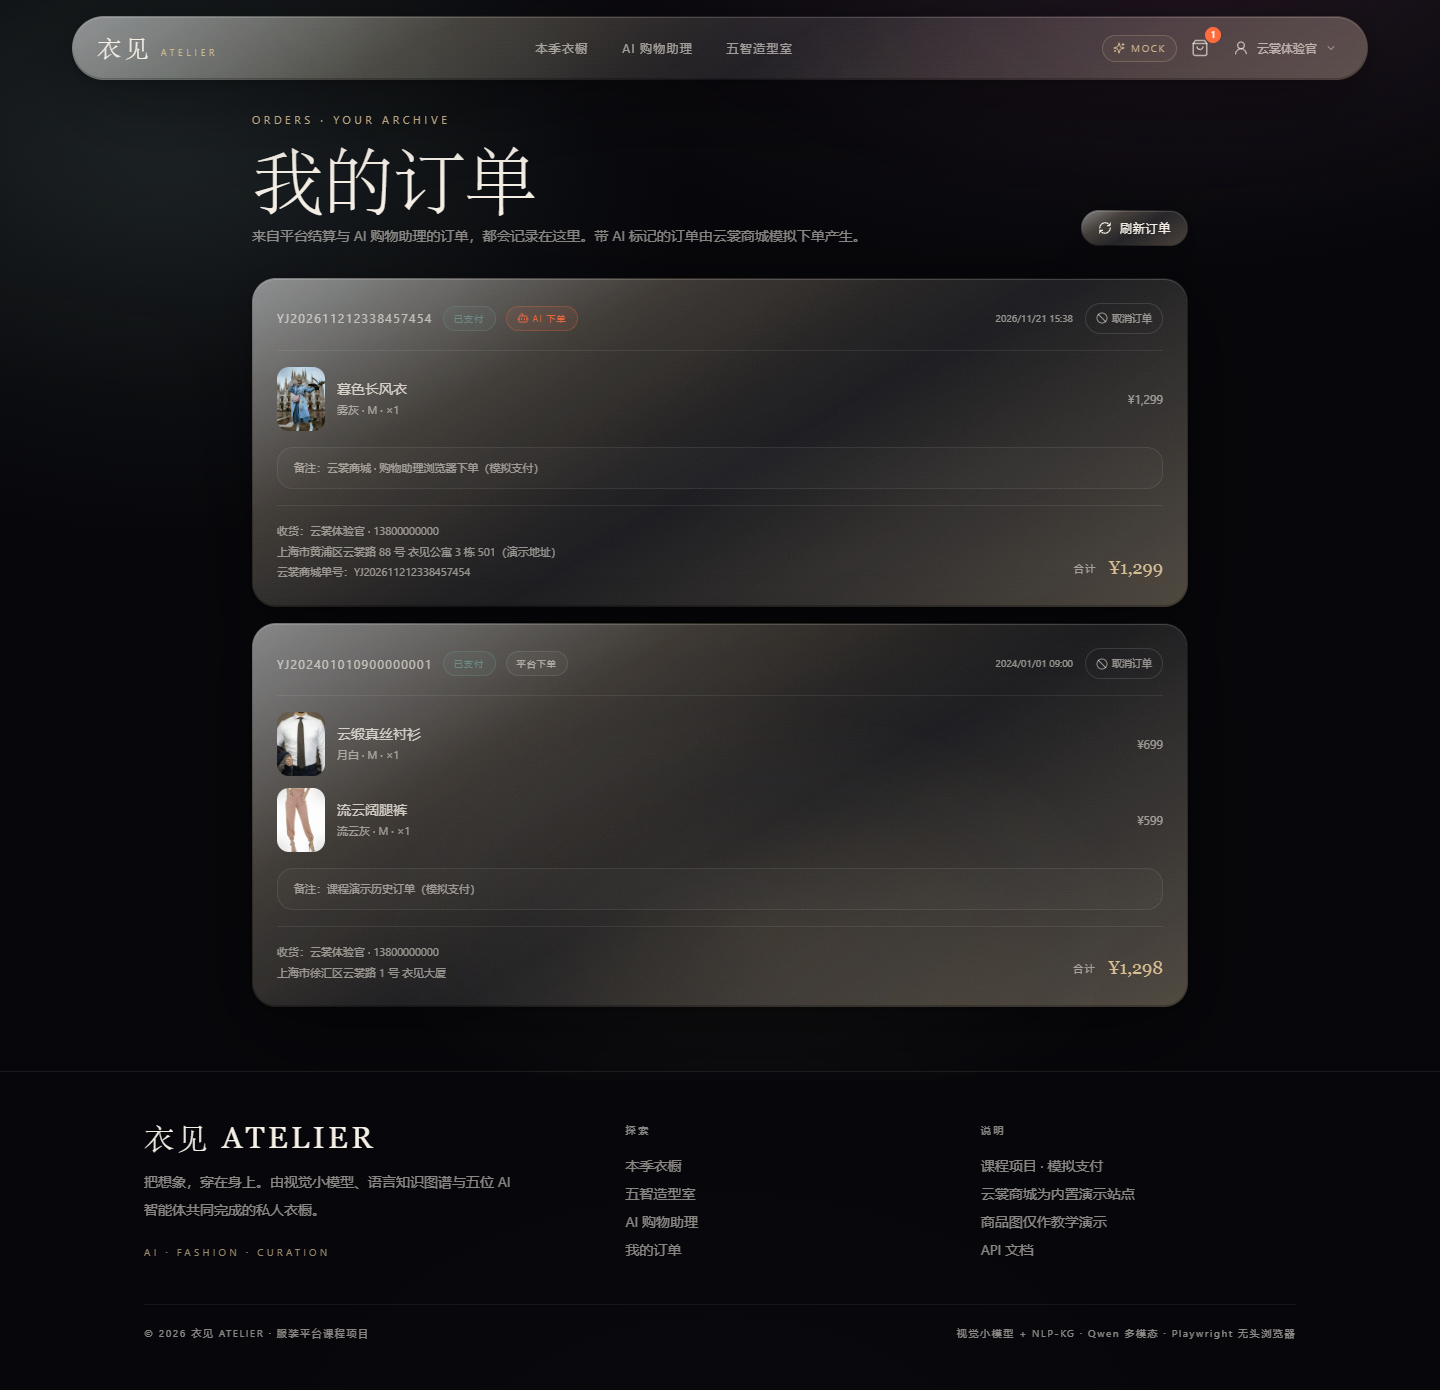 衣见 ATELIER
本季衣橱
AI 购物助理
五智造型室
MOCK
1
云裳体验官
ORDERS · YOUR ARCHIVE
我的订单
来自平台结算与 AI 购物助理的订单，都会记录在这里。带 AI 标记的订单由云裳商城模拟下单产生。
刷新订单
YJ202611212338457454
已支付
AI 下单
2026/11/21 15:38
取消订单
暮色长风衣
雾灰 · M · ×1
¥1,299
备注：云裳商城 · 购物助理浏览器下单（模拟支付）
收货：云裳体验官 · 13800000000
上海市黄浦区云裳路 88 号 衣见公寓 3 栋 501（演示地址）
云裳商城单号：YJ202611212338457454
合计 ¥1,299
YJ202401010900000001
已支付
平台下单
2024/01/01 09:00
取消订单
云缎真丝衬衫
月白 · M · ×1
¥699
流云阔腿裤
流云灰 · M · ×1
¥599
备注：课程演示历史订单（模拟支付）
收货：云裳体验官 · 13800000000
上海市徐汇区云裳路 1 号 衣见大厦
合计 ¥1,298
衣见 ATELIER
把想象，穿在身上。由视觉小模型、语言知识图谱与五位 AI
智能体共同完成的私人衣橱。
AI · FASHION · CURATION
探索
本季衣橱
五智造型室
AI 购物助理
我的订单
说明
课程项目 · 模拟支付
云裳商城为内置演示站点
商品图仅作教学演示
API 文档
© 2026 衣见 ATELIER · 服装平台课程项目
视觉小模型 + NLP-KG · Qwen 多模态 · Playwright 无头浏览器